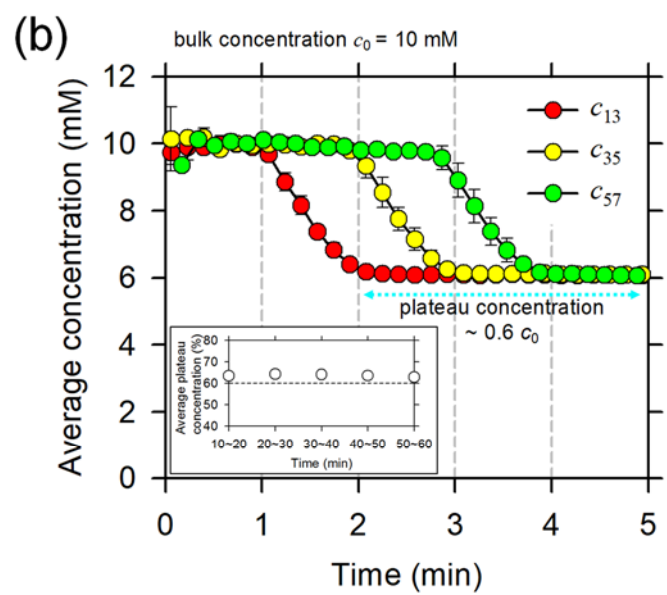 (b)
bulk concentration c₀ = 10 mM
Average concentration (mM)
12
10
8
6
4
2
0
c₁₃
c₃₅
c₅₇
plateau concentration
~ 0.6 c₀
Average plateau
concentration (%)
80
70
60
50
40
10~20 20~30 30~40 40~50 50~60
Time (min)
0 1 2 3 4 5
Time (min)